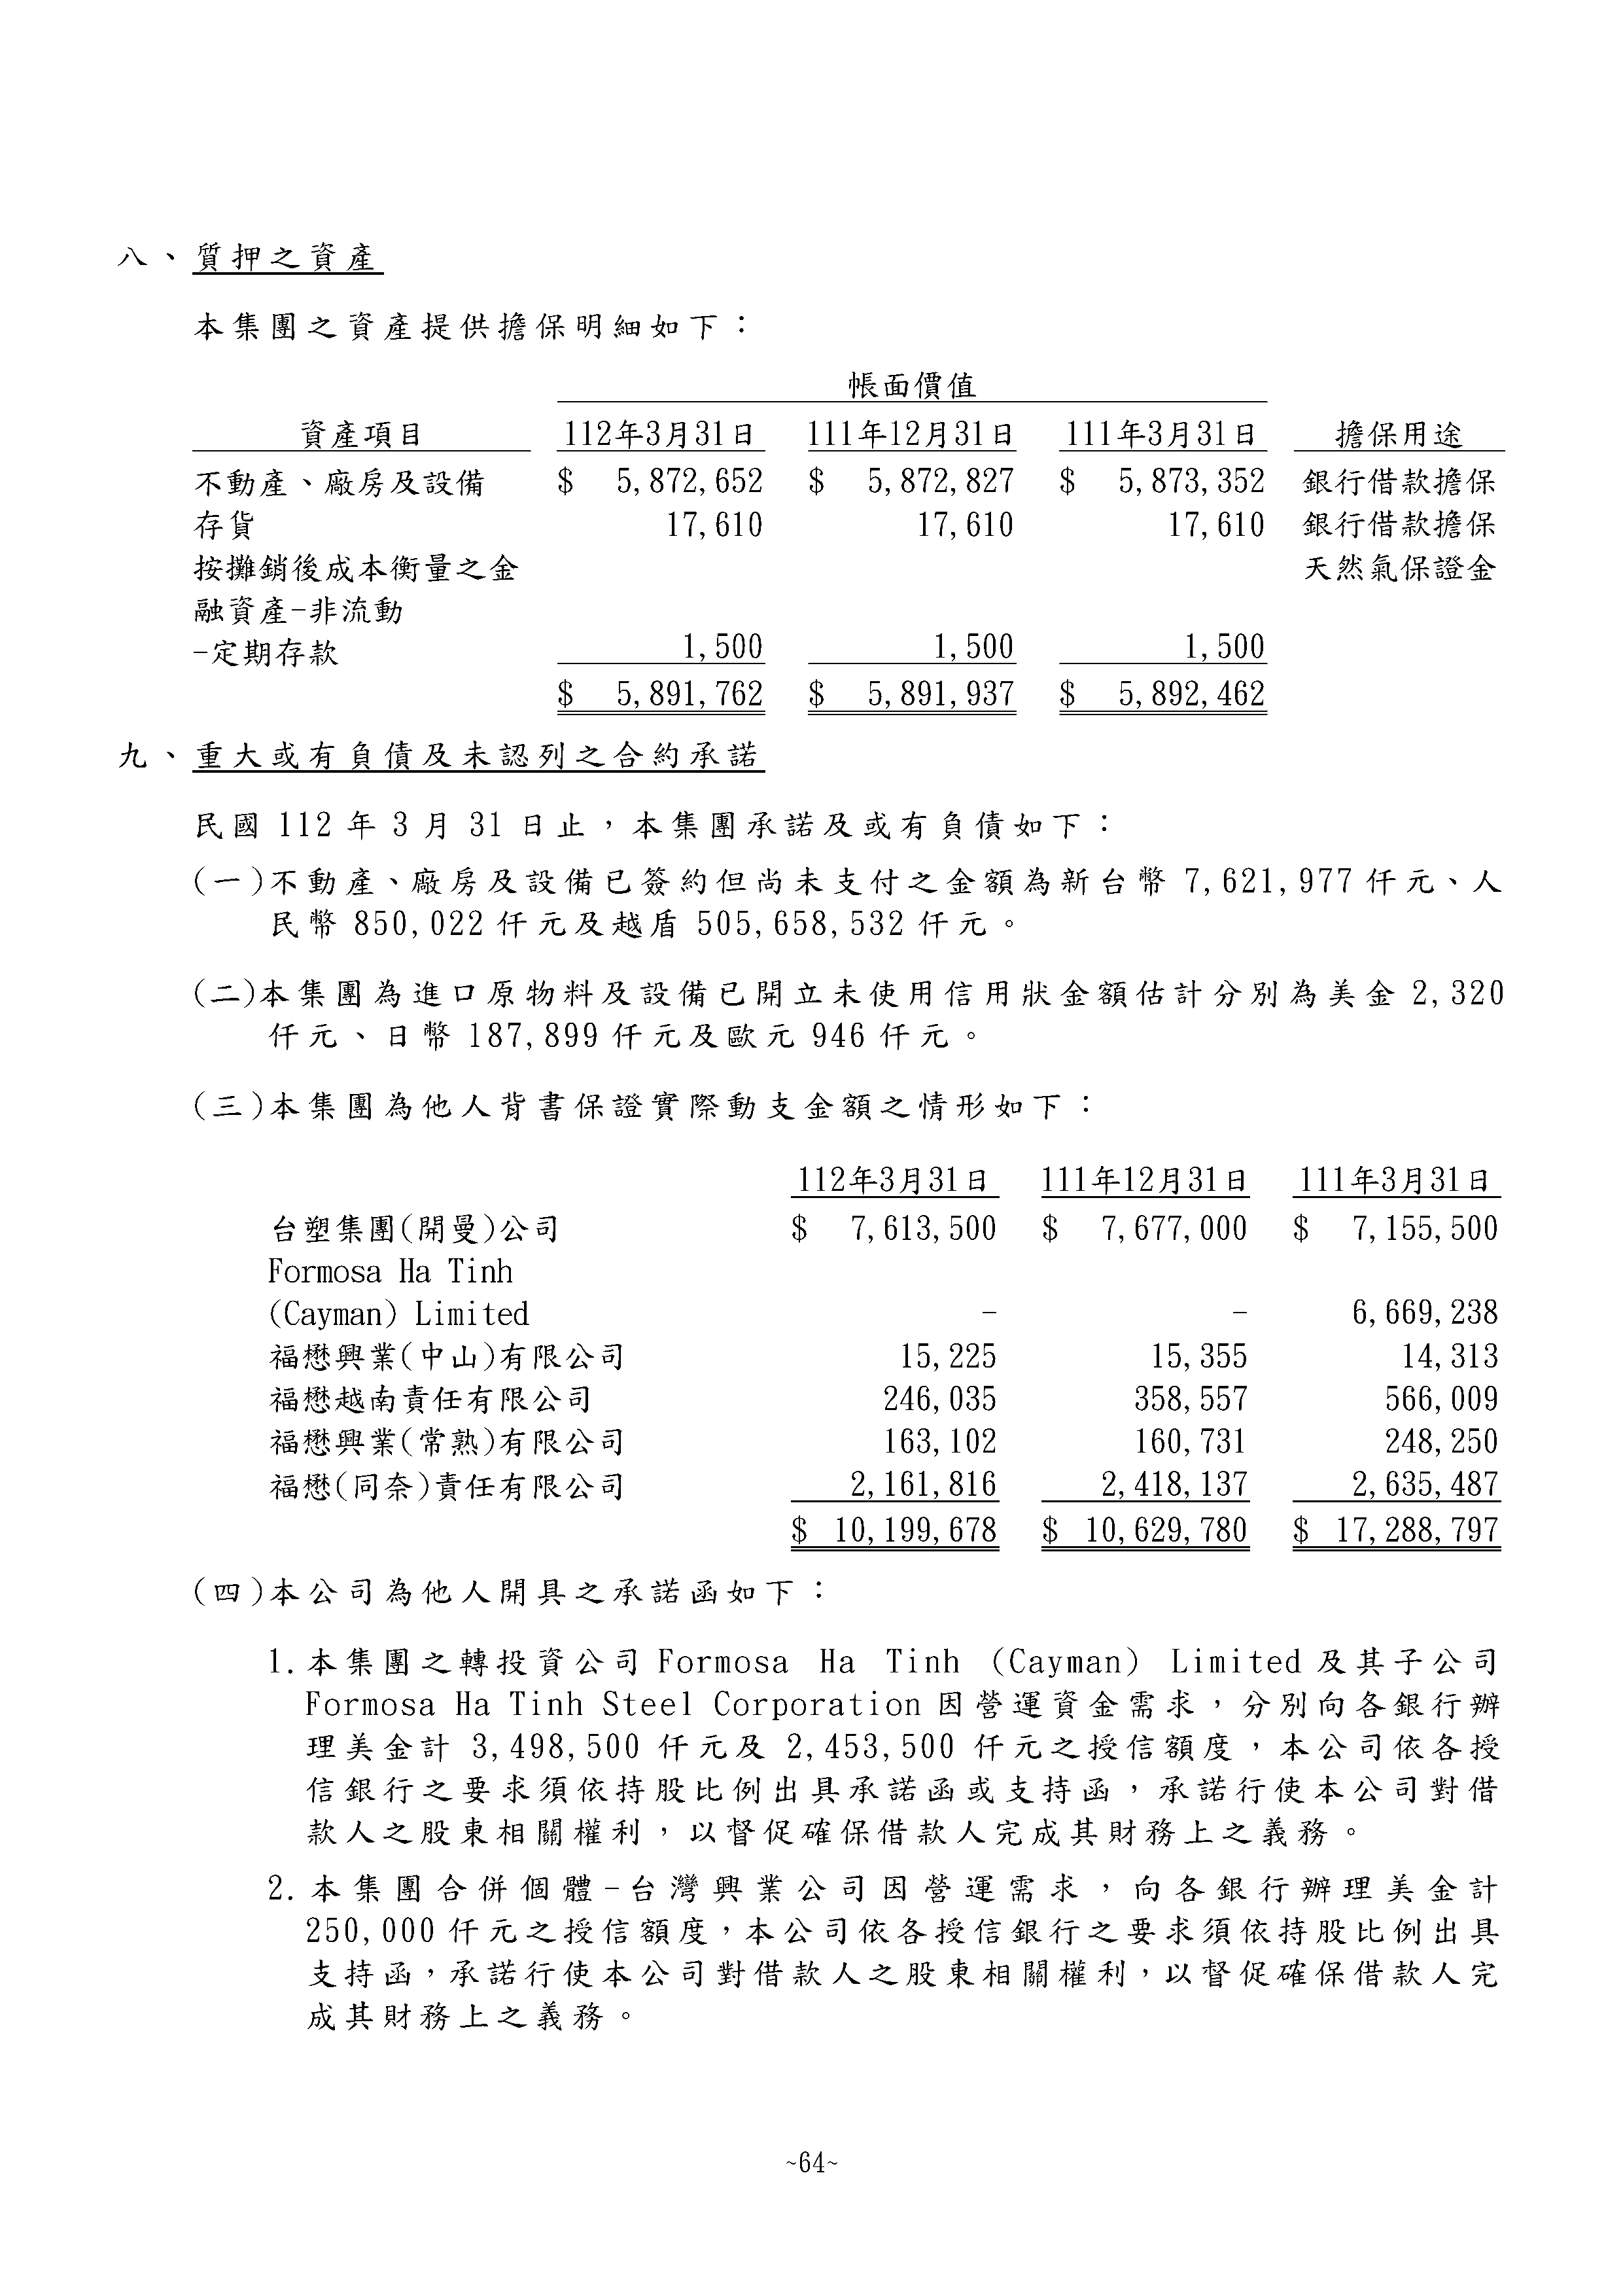 八、質押之資產
本集團之資產提供擔保明細如下：
帳面價值
資產項目 112年3月31日 111年12月31日 111年3月31日 擔保用途
不動產、廠房及設備 $ 5,872,652 $ 5,872,827 $ 5,873,352 銀行借款擔保
存貨 17,610 17,610 17,610 銀行借款擔保
按攤銷後成本衡量之金 天然氣保證金
融資產-非流動
-定期存款 1,500 1,500 1,500
$ 5,891,762 $ 5,891,937 $ 5,892,462
九、重大或有負債及未認列之合約承諾
民國 112 年 3 月 31 日止，本集團承諾及或有負債如下：
(一)不動產、廠房及設備已簽約但尚未支付之金額為新台幣 7,621,977 仟元、人
民幣 850,022 仟元及越盾 505,658,532 仟元。
(二)本集團為進口原物料及設備已開立未使用信用狀金額估計分別為美金 2,320
仟元、日幣 187,899 仟元及歐元 946 仟元。
(三)本集團為他人背書保證實際動支金額之情形如下：
112年3月31日 111年12月31日 111年3月31日
台塑集團(開曼)公司 $ 7,613,500 $ 7,677,000 $ 7,155,500
Formosa Ha Tinh
(Cayman) Limited - - 6,669,238
福懋興業(中山)有限公司 15,225 15,355 14,313
福懋越南責任有限公司 246,035 358,557 566,009
福懋興業(常熟)有限公司 163,102 160,731 248,250
福懋(同奈)責任有限公司 2,161,816 2,418,137 2,635,487
$ 10,199,678 $ 10,629,780 $ 17,288,797
(四)本公司為他人開具之承諾函如下：
1.本集團之轉投資公司 Formosa Ha Tinh (Cayman) Limited 及其子公司
Formosa Ha Tinh Steel Corporation 因營運資金需求，分別向各銀行辦
理美金計 3,498,500 仟元及 2,453,500 仟元之授信額度，本公司依各授
信銀行之要求須依持股比例出具承諾函或支持函，承諾行使本公司對借
款人之股東相關權利，以督促確保借款人完成其財務上之義務。
2.本集團合併個體-台灣興業公司因營運需求，向各銀行辦理美金計
250,000 仟元之授信額度，本公司依各授信銀行之要求須依持股比例出具
支持函，承諾行使本公司對借款人之股東相關權利，以督促確保借款人完
成其財務上之義務。
~64~